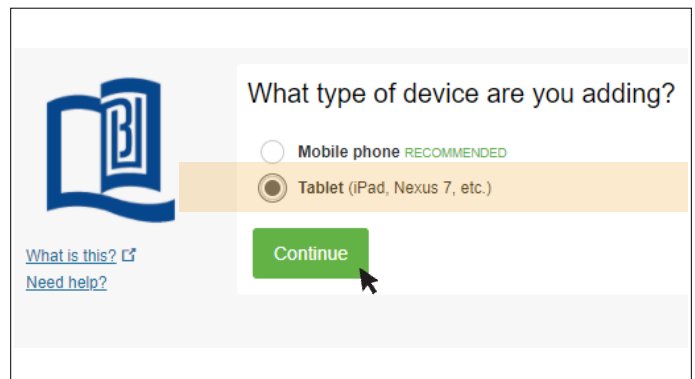 What type of device are you adding?
Mobile phone RECOMMENDED
Tablet (iPad, Nexus 7, etc.)
Continue
What is this?
Need help?